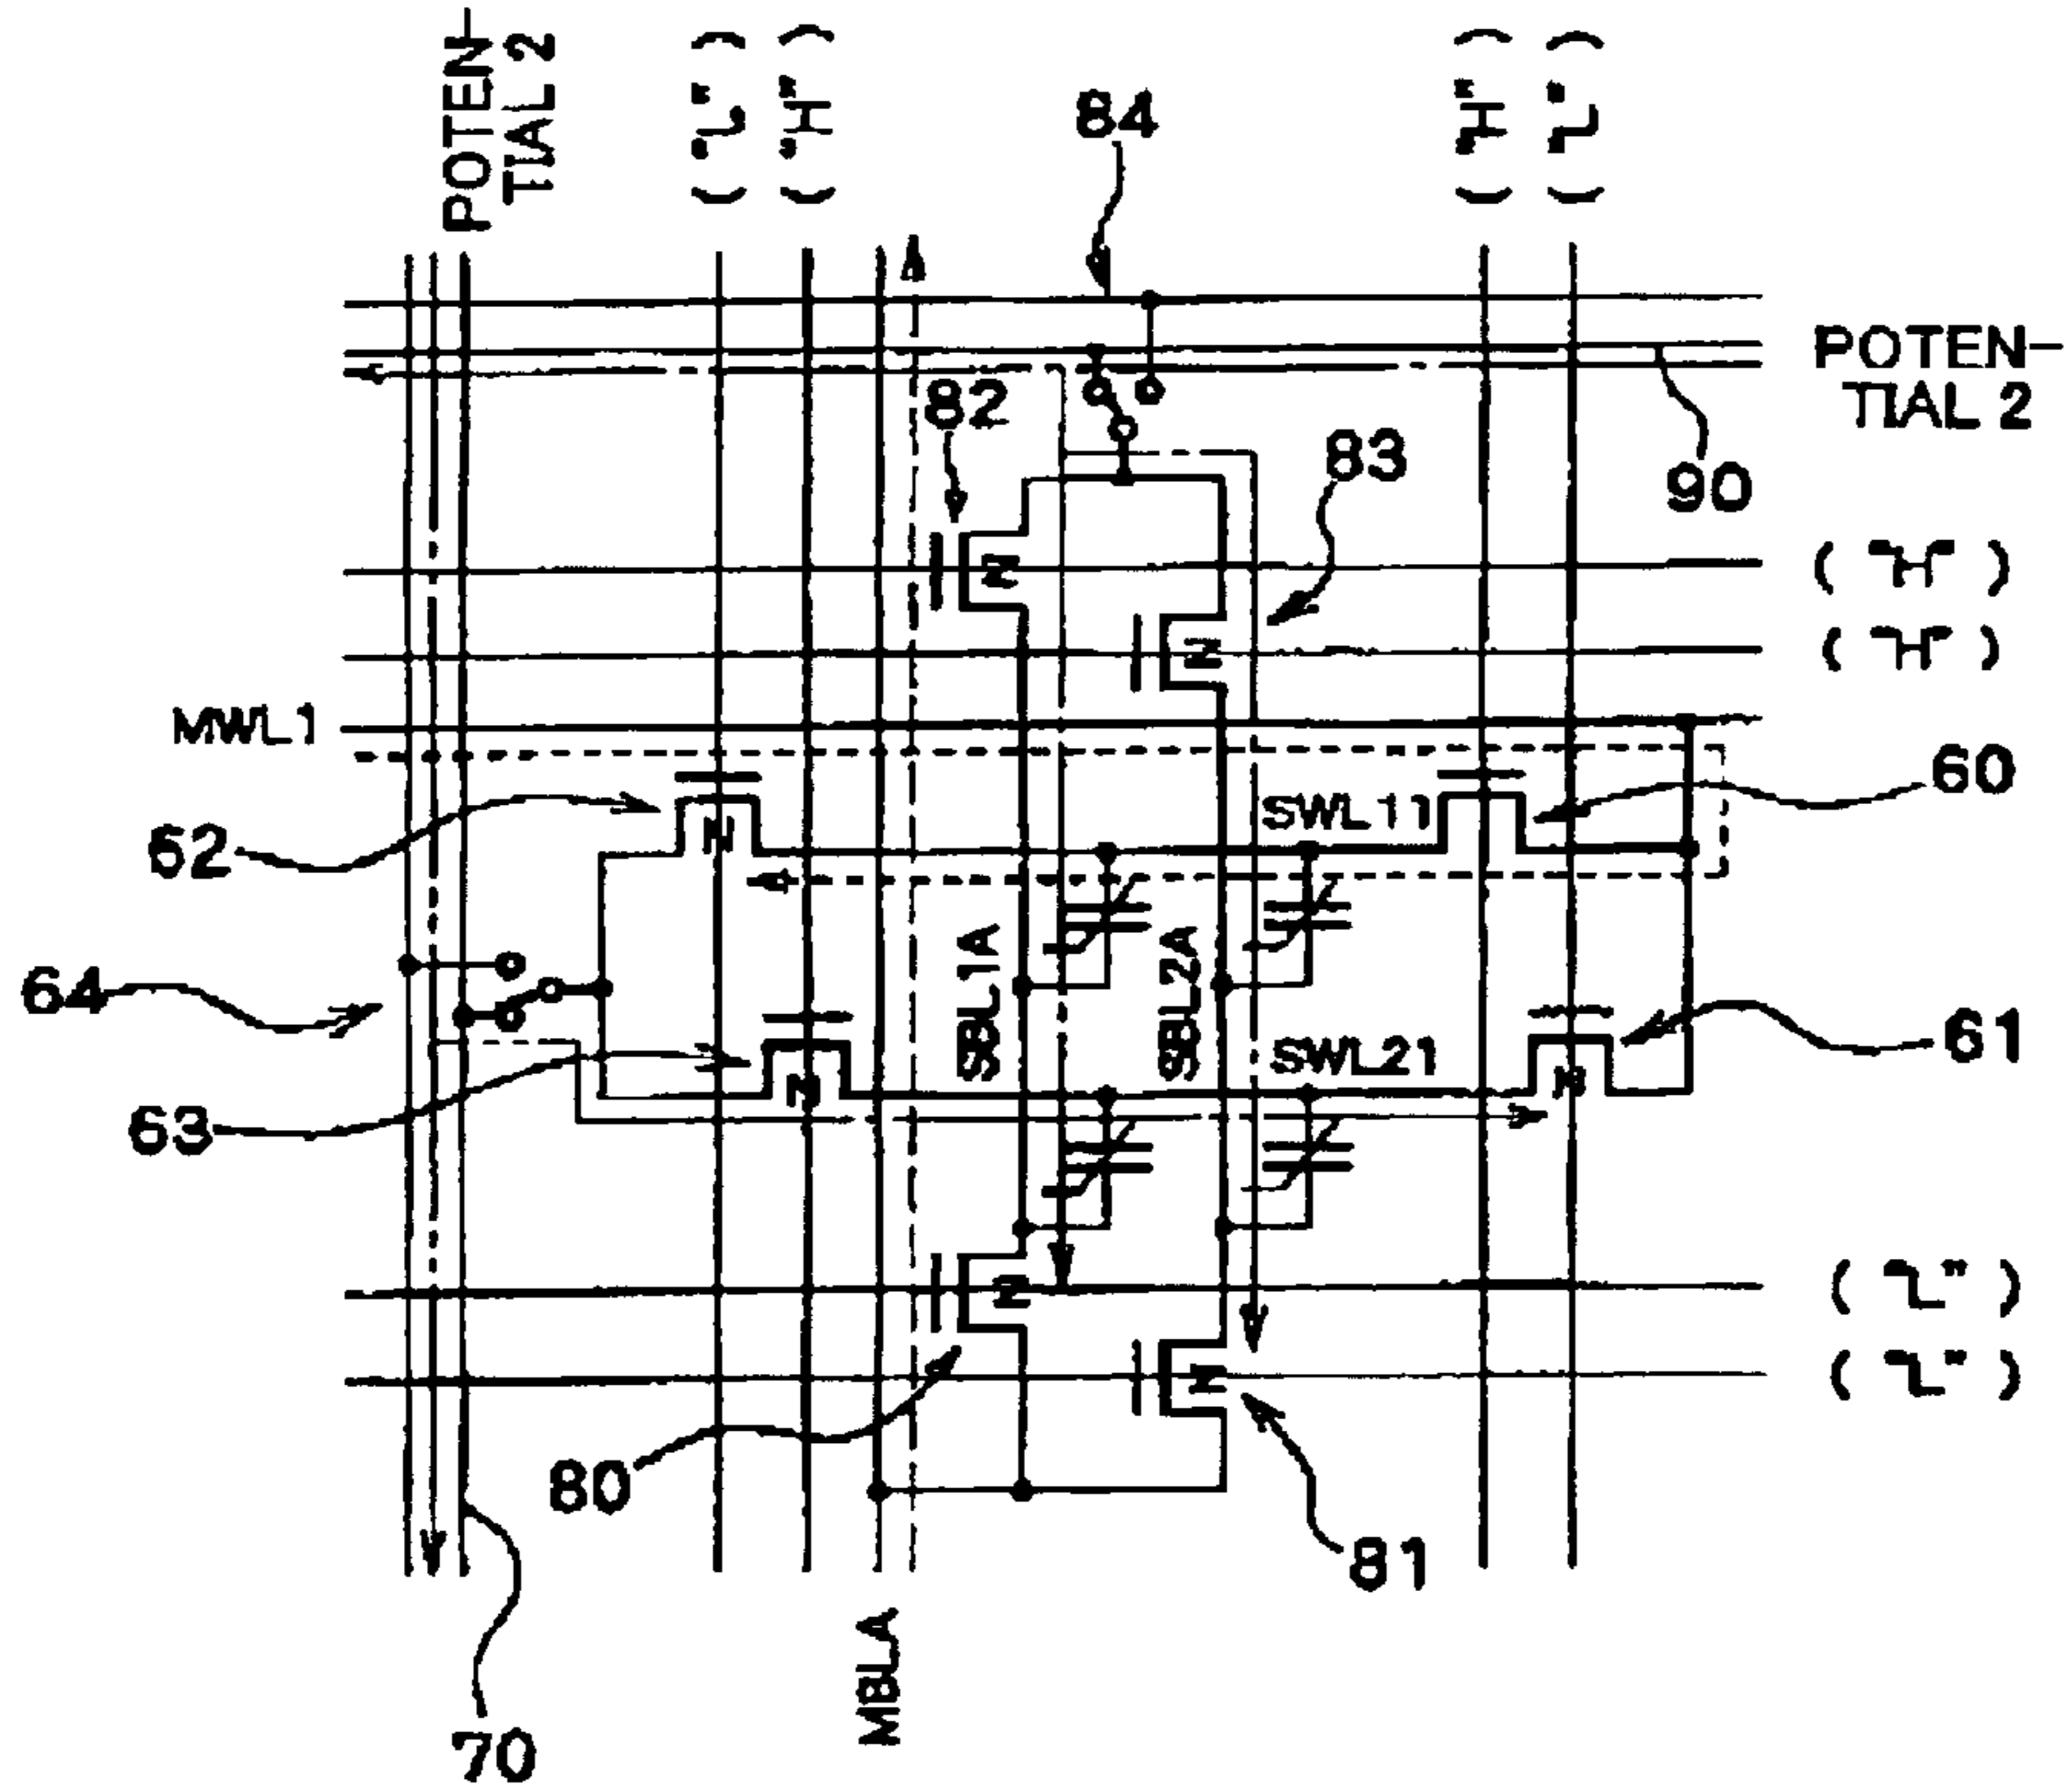 POTEN-
TIAL 2
("L")
("H")
84
("H")
("L")
POTEN-
TIAL 2
82
83
90
("H")
N
("H")
N
MWL1
60
SWL11
62
N
SBL1A
SBL2A
64
61
SWL21
63
N
N
("L")
N
("L")
N
80
81
MBLA
70